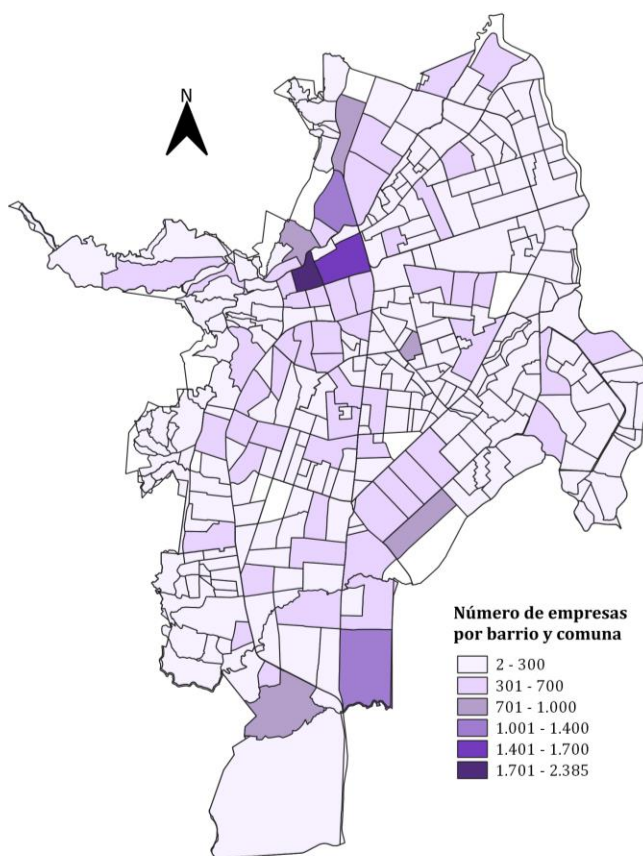 N
Número de empresas
por barrio y comuna
2 - 300
301 - 700
701 - 1.000
1.001 - 1.400
1.401 - 1.700
1.701 - 2.385